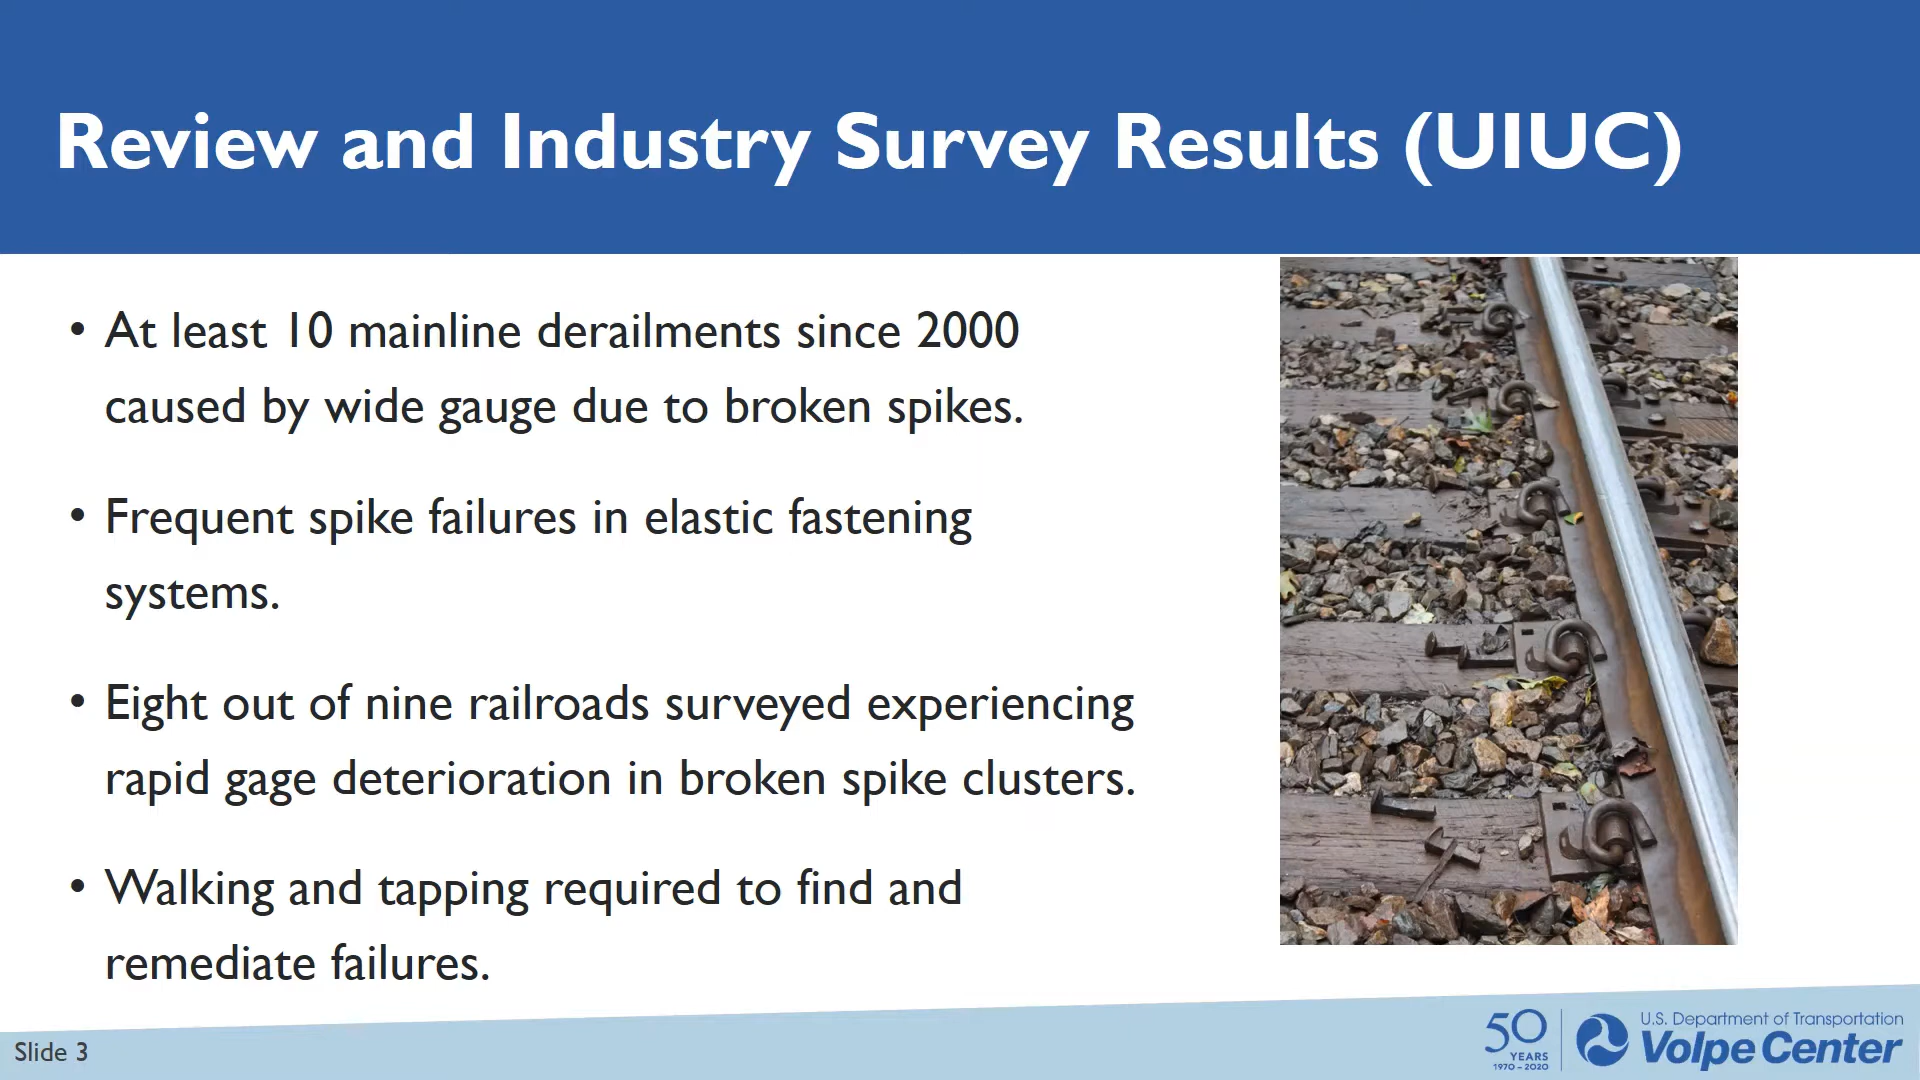 Review and Industry Survey Results (UIUC)
• At least 10 mainline derailments since 2000
caused by wide gauge due to broken spikes.
• Frequent spike failures in elastic fastening
systems.
• Eight out of nine railroads surveyed experiencing
rapid gage deterioration in broken spike clusters.
• Walking and tapping required to find and
remediate failures.
Slide 3
50
YEARS
1970 – 2020
U.S. Department of Transportation
Volpe Center